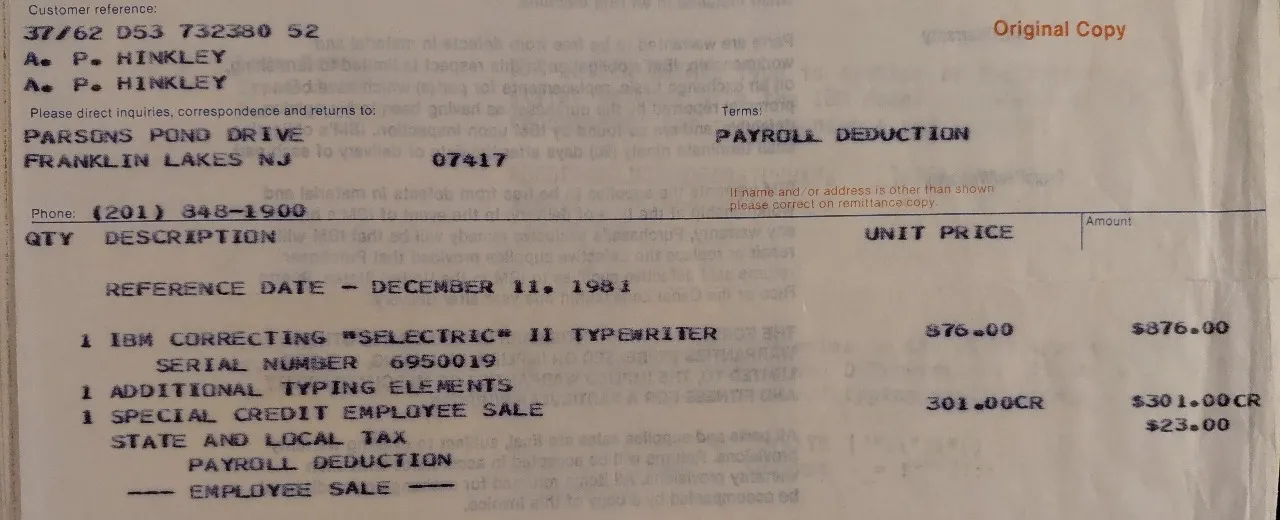 Customer reference:
37/62 D53 732380 52
A. P. HINKLEY
A. P. HINKLEY
Original Copy
Please direct inquiries, correspondence and returns to:
Terms:
PARSONS POND DRIVE
PAYROLL DEDUCTION
FRANKLIN LAKES NJ 07417
If name and/or address is other than shown
please correct on remittance copy.
Phone: (201) 848-1900
QTY DESCRIPTION UNIT PRICE Amount
REFERENCE DATE - DECEMBER 11. 1981
1 IBM CORRECTING "SELECTRIC" II TYPEWRITER 876.00 $876.00
SERIAL NUMBER 6950019
1 ADDITIONAL TYPING ELEMENTS
1 SPECIAL CREDIT EMPLOYEE SALE 301.00CR $301.00CR
STATE AND LOCAL TAX $23.00
PAYROLL DEDUCTION
--- EMPLOYEE SALE ---